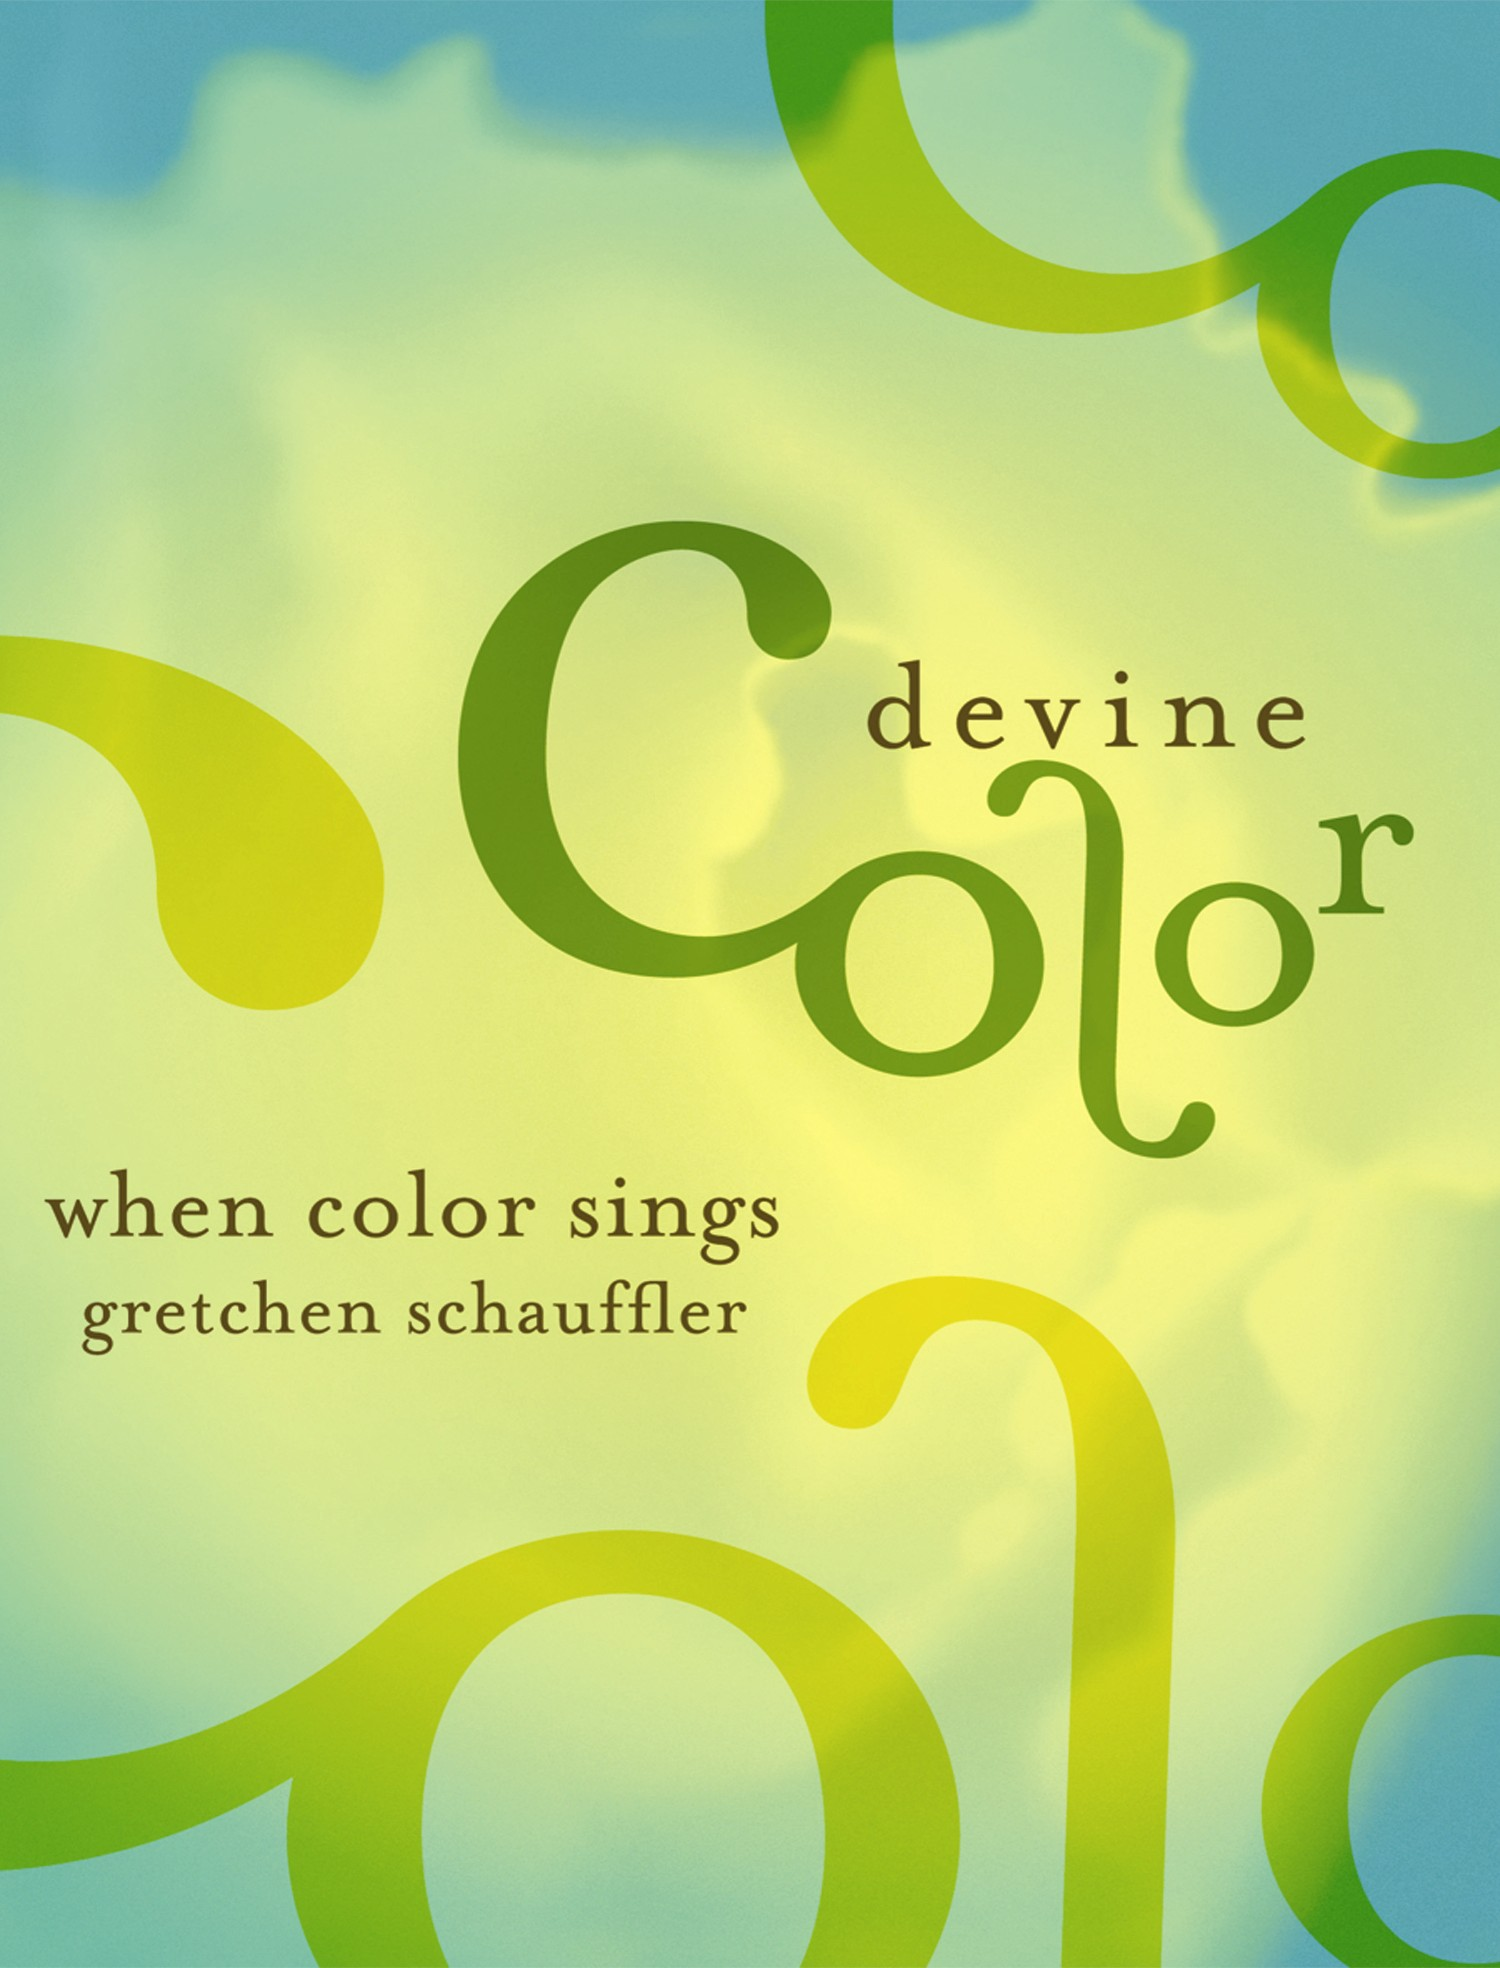 devine
Color
when color sings
gretchen schauffler